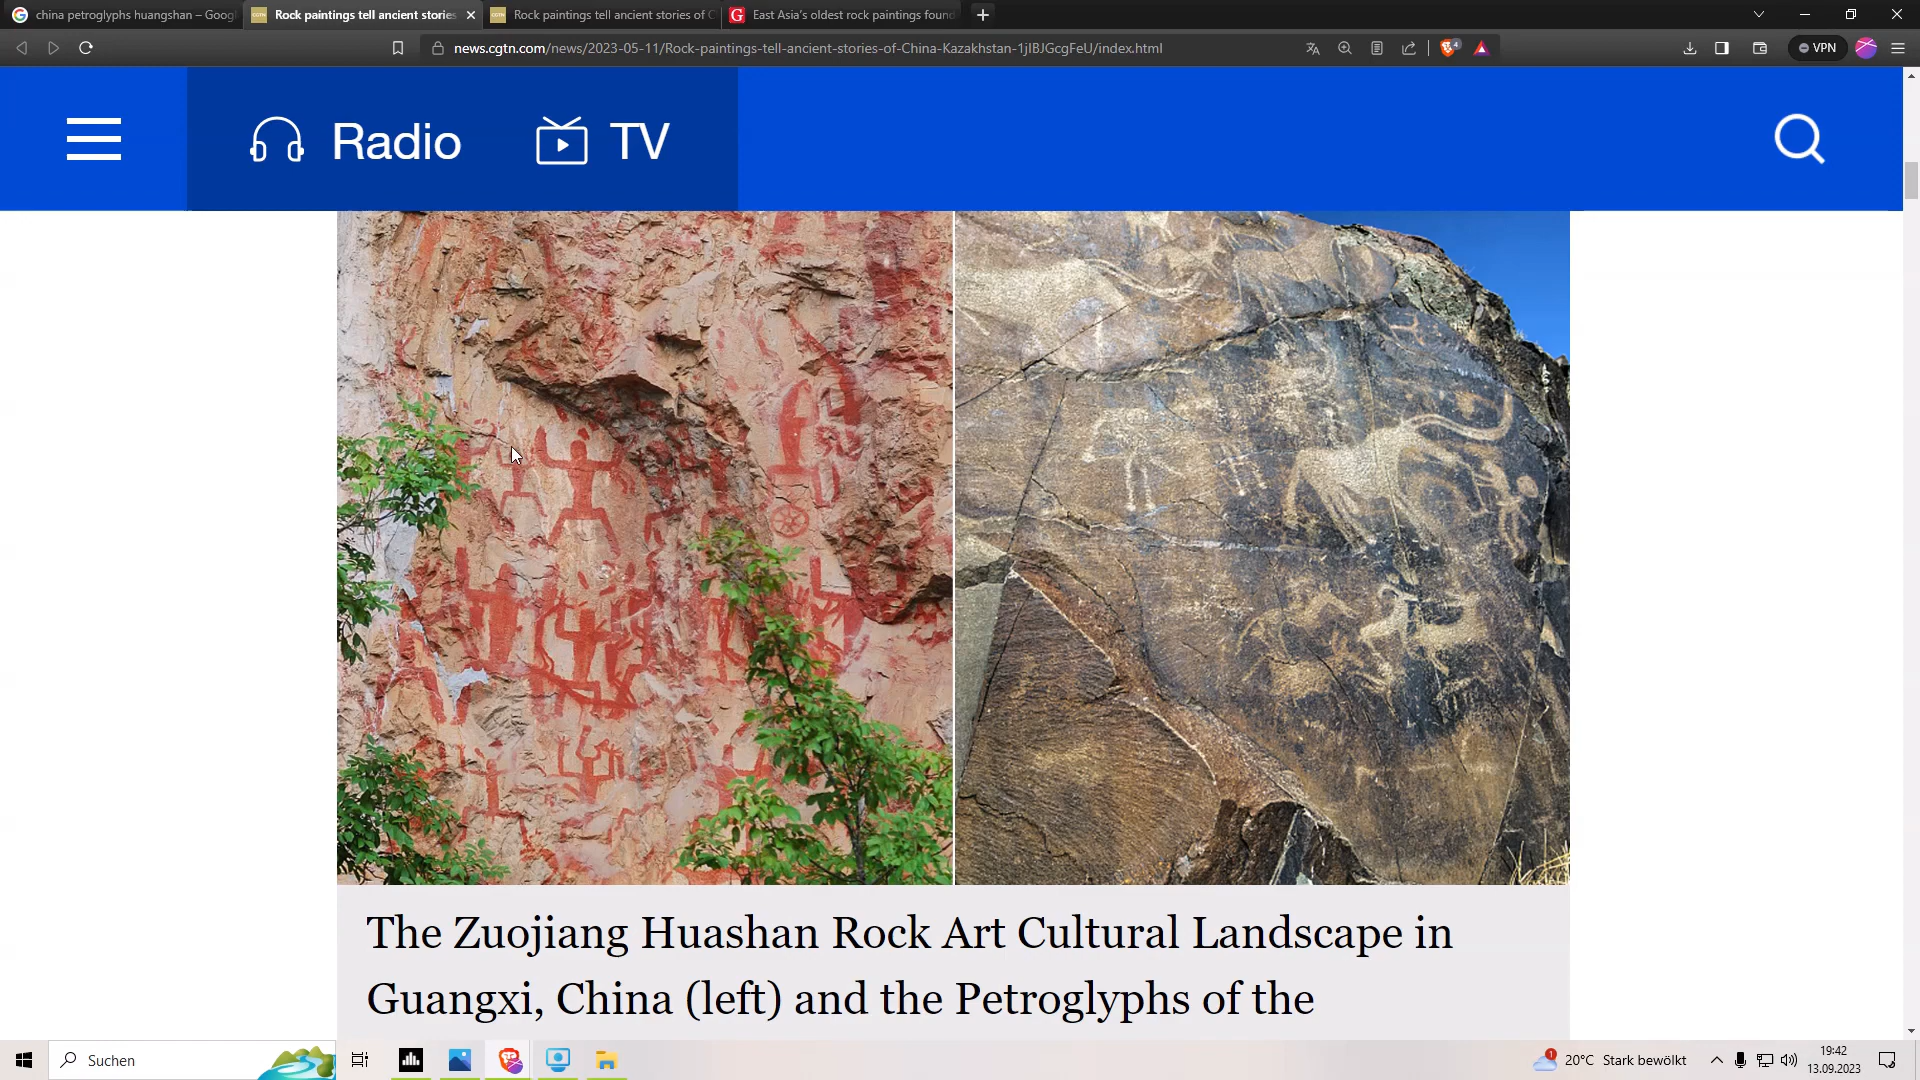 china petroglyphs huangshan – Goog
Rock paintings tell ancient stories
Rock paintings tell ancient stories of C
East Asia's oldest rock paintings found
news.cgtn.com/news/2023-05-11/Rock-paintings-tell-ancient-stories-of-China-Kazakhstan-1jIBJGcgFeU/index.html
4
VPN
Radio
TV
The Zuojiang Huashan Rock Art Cultural Landscape in
Guangxi, China (left) and the Petroglyphs of the
Suchen
1
20°C Stark bewölkt
19:42
13.09.2023